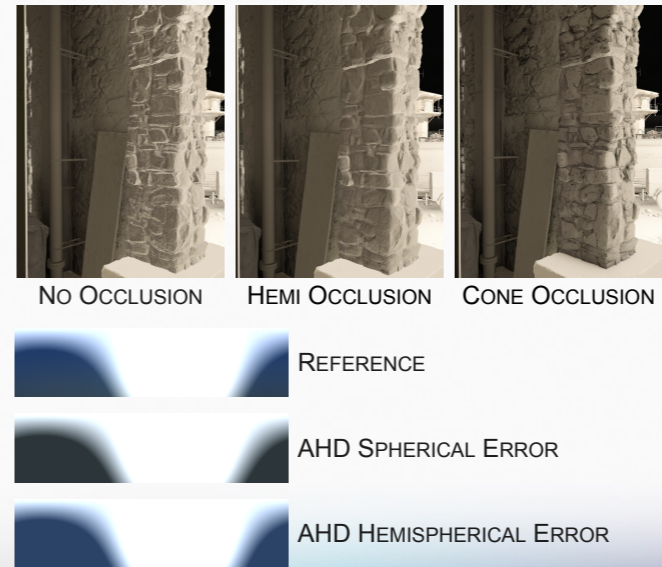 NO OCCLUSION HEMI OCCLUSION CONE OCCLUSION
REFERENCE
AHD SPHERICAL ERROR
AHD HEMISPHERICAL ERROR